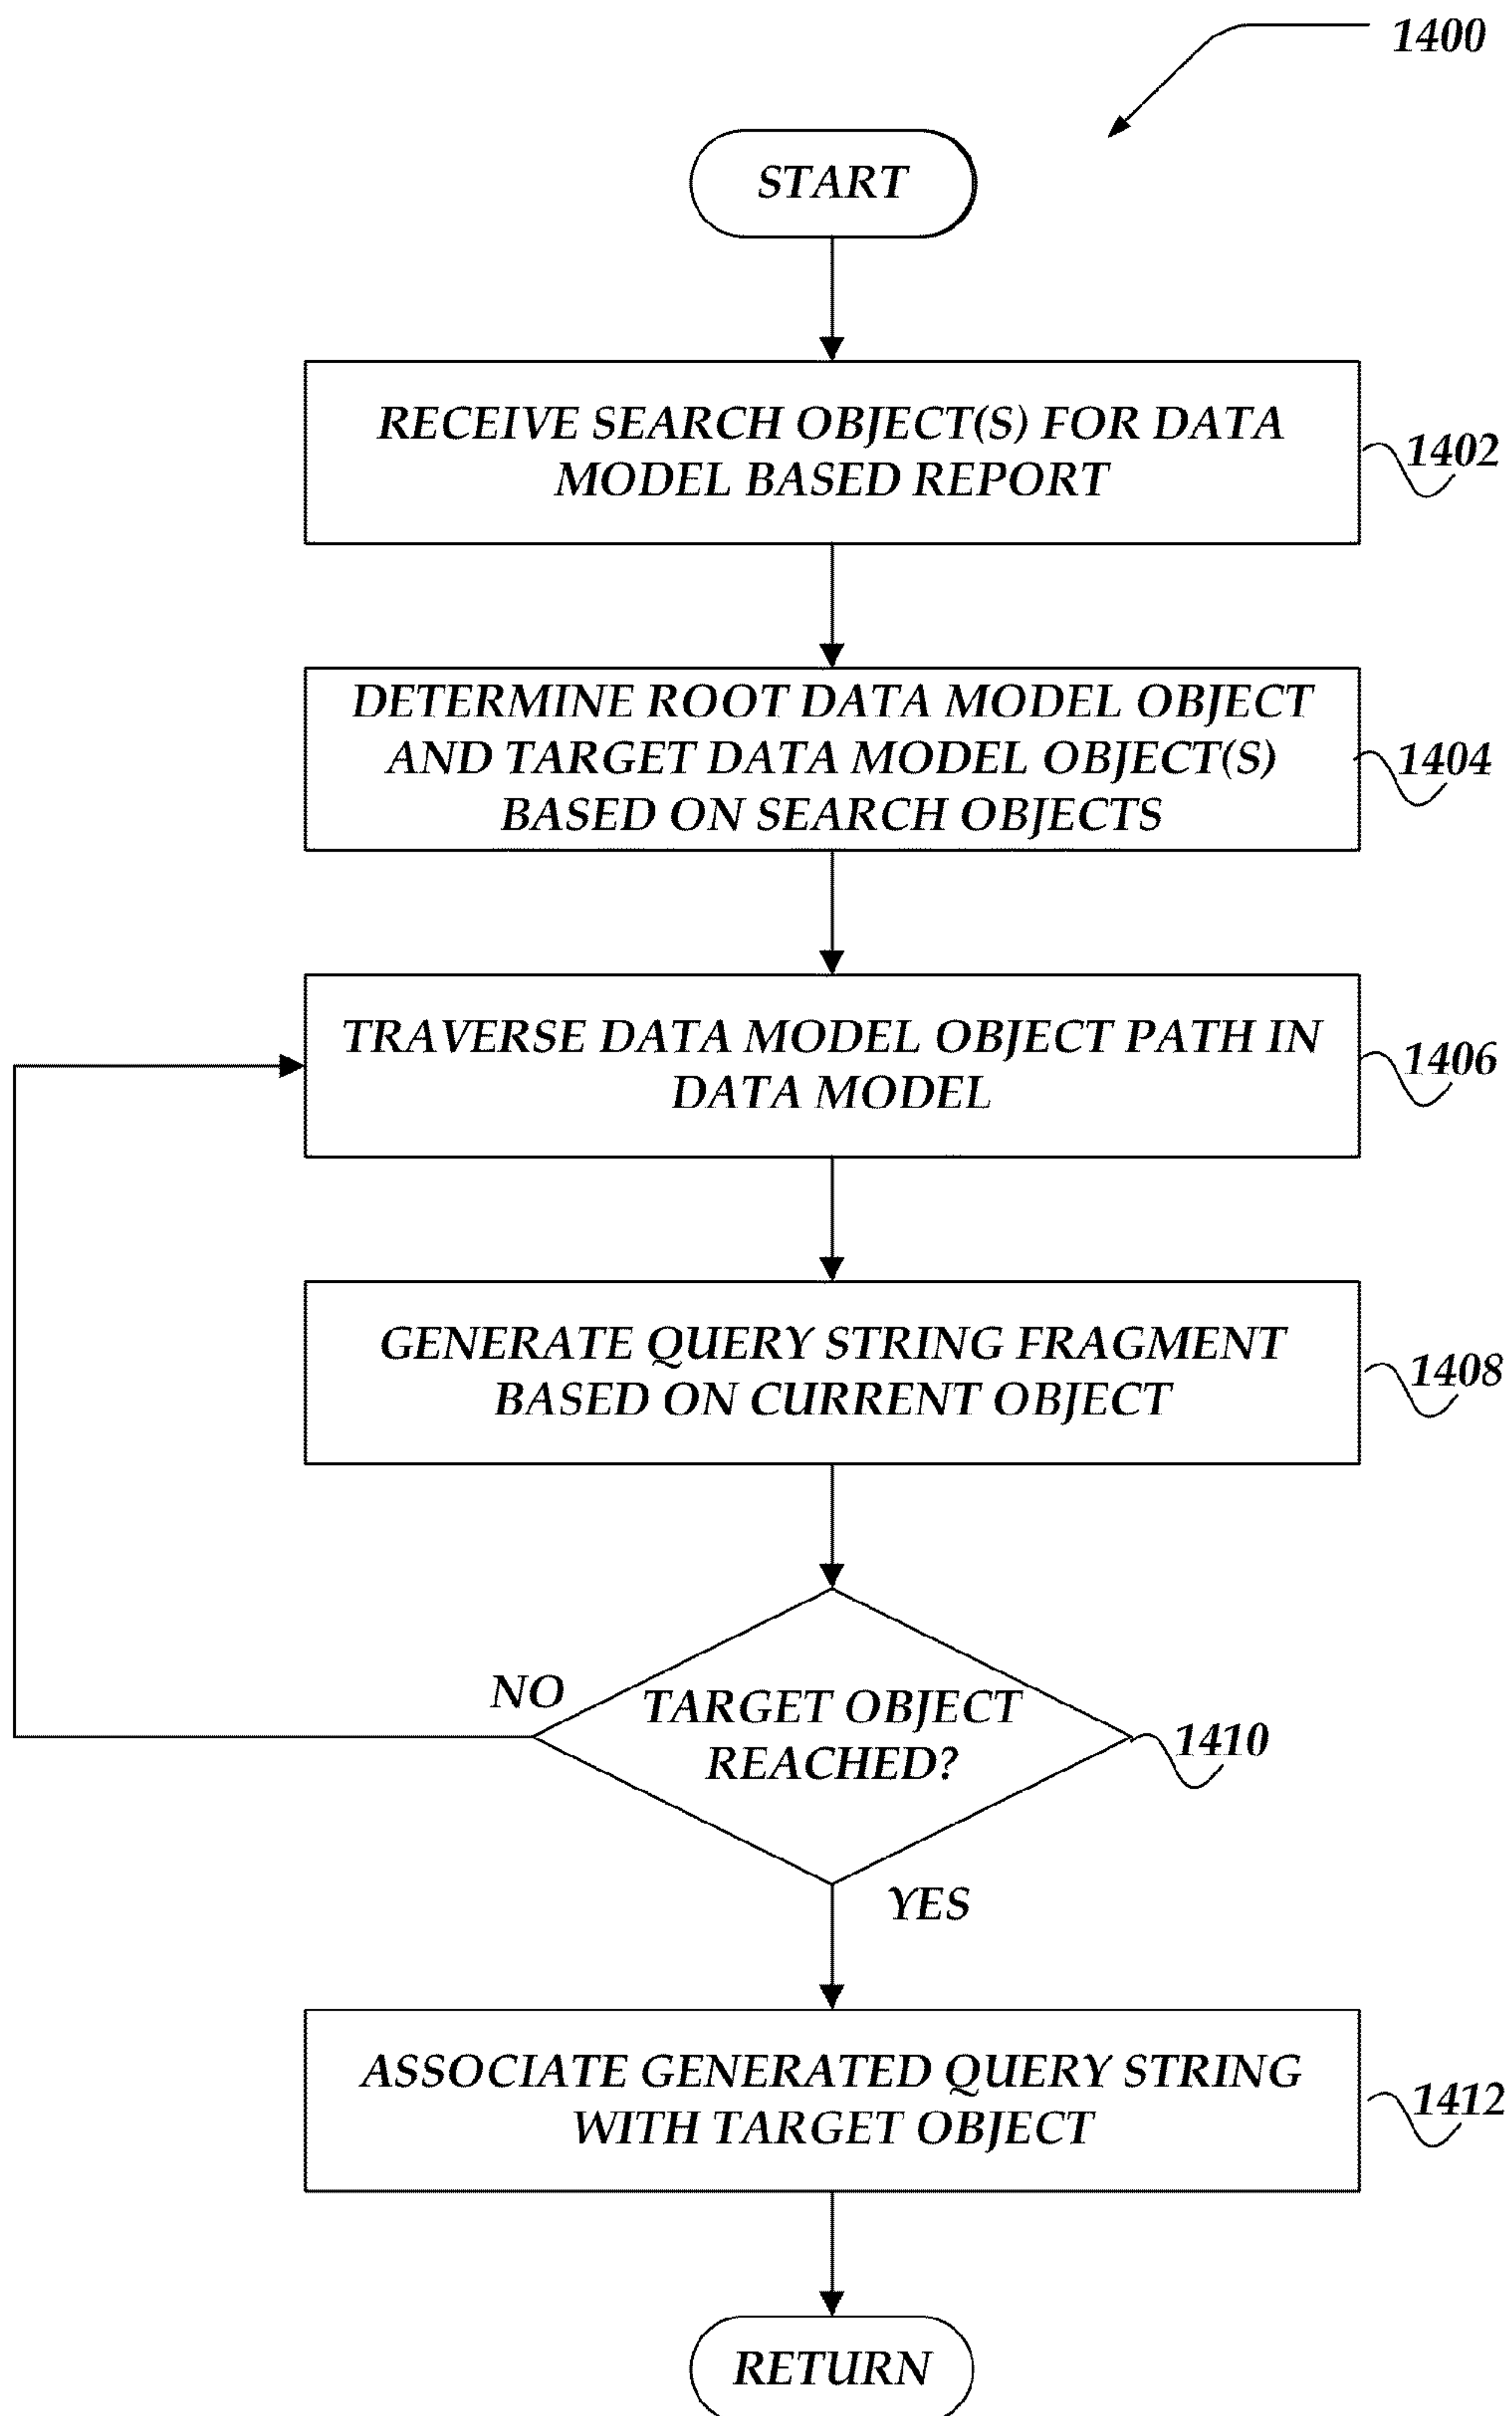 1400
START
RECEIVE SEARCH OBJECT(S) FOR DATA
MODEL BASED REPORT
1402
DETERMINE ROOT DATA MODEL OBJECT
AND TARGET DATA MODEL OBJECT(S)
BASED ON SEARCH OBJECTS
1404
TRAVERSE DATA MODEL OBJECT PATH IN
DATA MODEL
1406
GENERATE QUERY STRING FRAGMENT
BASED ON CURRENT OBJECT
1408
NO
TARGET OBJECT
REACHED?
1410
YES
ASSOCIATE GENERATED QUERY STRING
WITH TARGET OBJECT
1412
RETURN